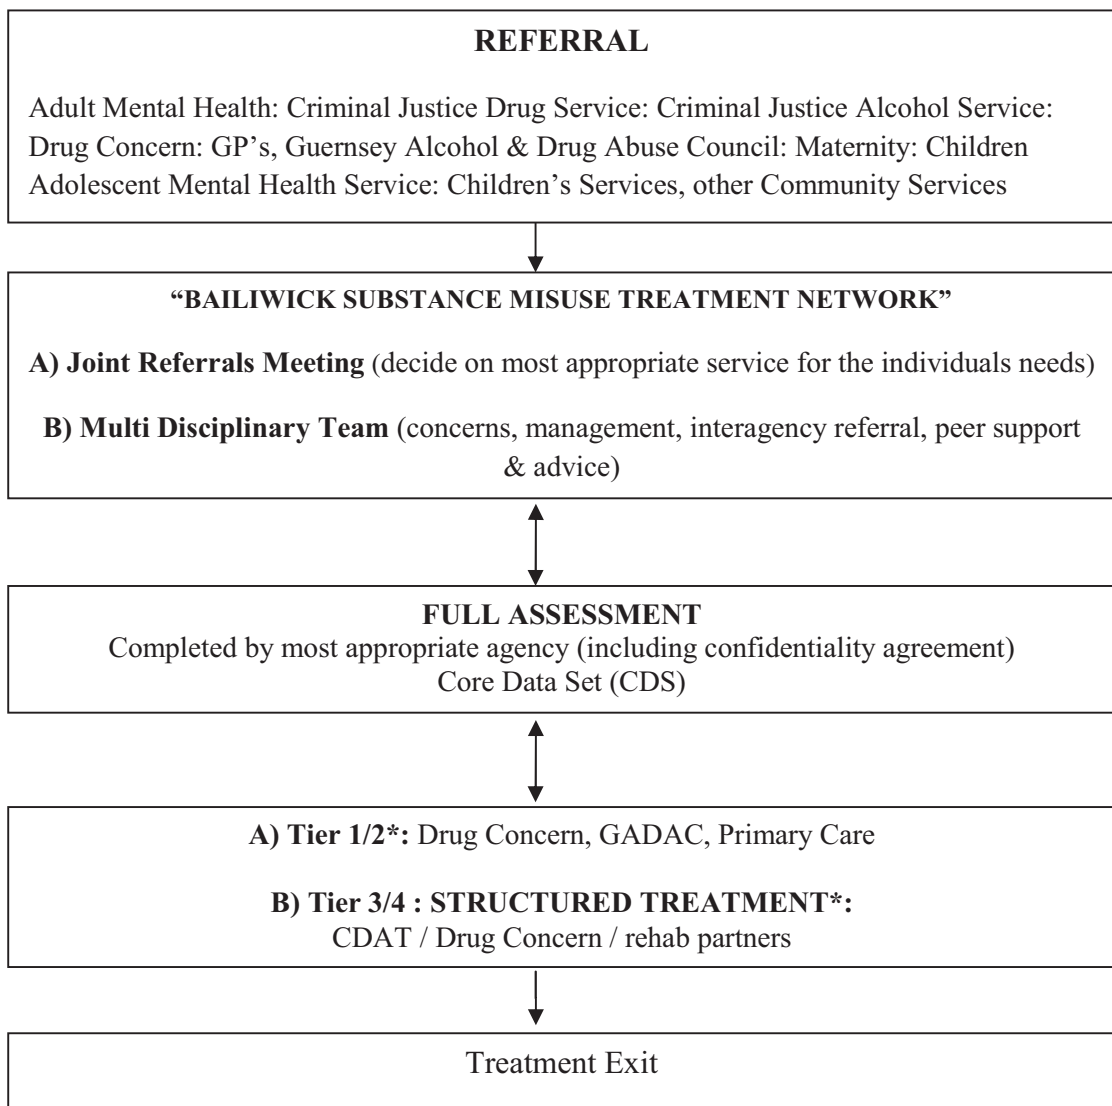 REFERRAL
Adult Mental Health: Criminal Justice Drug Service: Criminal Justice Alcohol Service:
Drug Concern: GP’s, Guernsey Alcohol & Drug Abuse Council: Maternity: Children
Adolescent Mental Health Service: Children’s Services, other Community Services
“BAILIWICK SUBSTANCE MISUSE TREATMENT NETWORK”
A) Joint Referrals Meeting (decide on most appropriate service for the individuals needs)
B) Multi Disciplinary Team (concerns, management, interagency referral, peer support
& advice)
FULL ASSESSMENT
Completed by most appropriate agency (including confidentiality agreement)
Core Data Set (CDS)
A) Tier 1/2*: Drug Concern, GADAC, Primary Care
B) Tier 3/4 : STRUCTURED TREATMENT*:
CDAT / Drug Concern / rehab partners
Treatment Exit